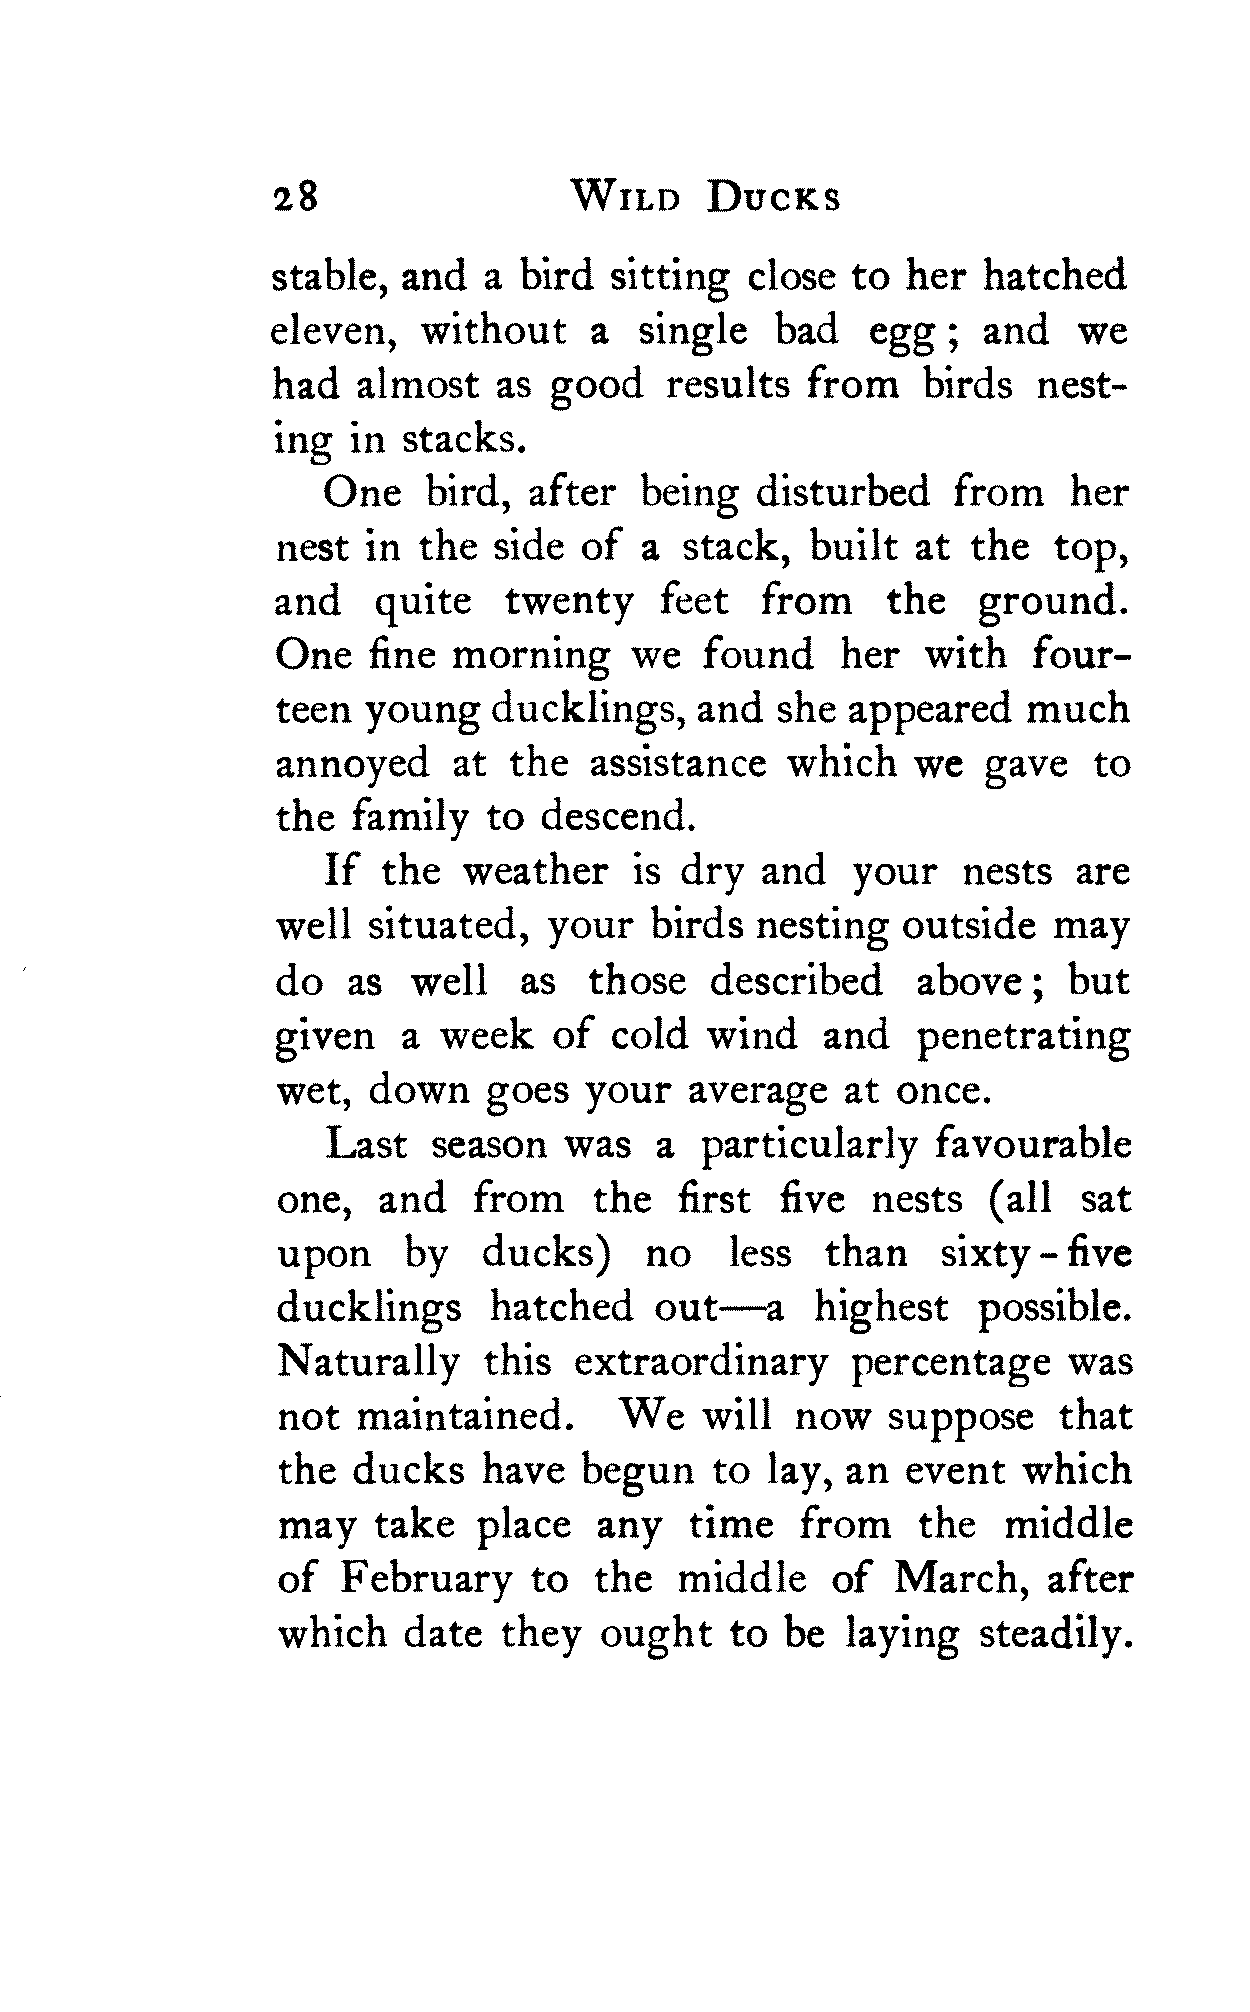 28 Wild Ducks
stable, and a bird sitting close to her hatched
eleven, without a single bad egg ; and we
had almost as good results from birds nest-
ing in stacks.
One bird, after being disturbed from her
nest in the side of a stack, built at the top,
and quite twenty feet from the ground.
One fine morning we found her with four-
teen young ducklings, and she appeared much
annoyed at the assistance which we gave to
the family to descend.
If the weather is dry and your nests are
well situated, your birds nesting outside may
do as well as those described above ; but
given a week of cold wind and penetrating
wet, down goes your average at once.
Last season was a particularly favourable
one, and from the first five nests (all sat
upon by ducks) no less than sixty - five
ducklings hatched out—a highest possible.
Naturally this extraordinary percentage was
not maintained. We will now suppose that
the ducks have begun to lay, an event which
may take place any time from the middle
of February to the middle of March, after
which date they ought to be laying steadily.